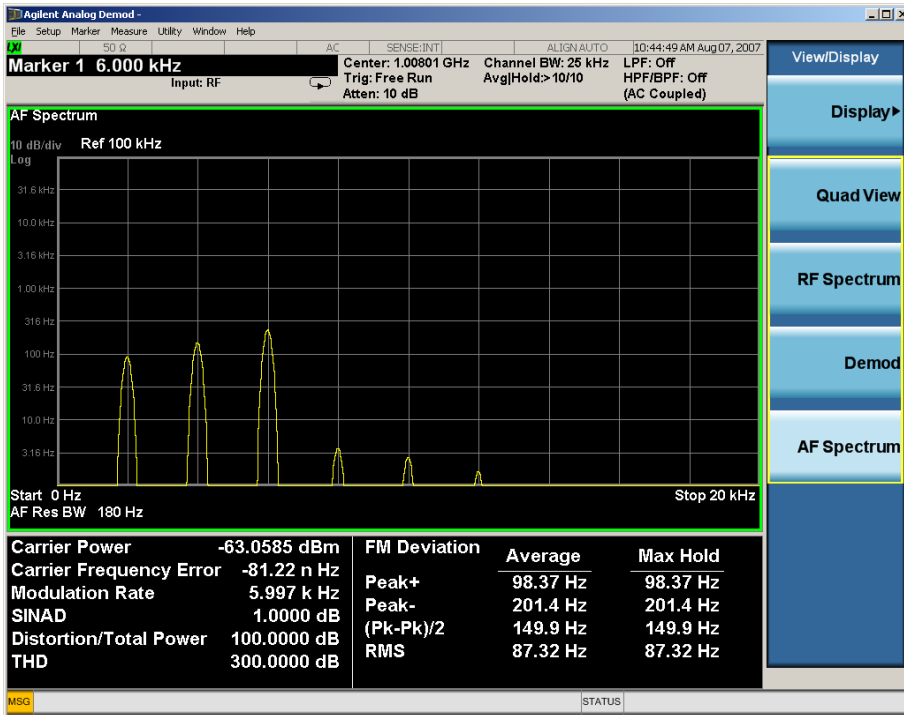 Agilent Analog Demod -
File Setup Marker Measure Utility Window Help
LXI 50 Ω AC SENSE:INT ALIGN AUTO 10:44:49 AM Aug 07, 2007
Marker 1 6.000 kHz
Input: RF
Center: 1.00801 GHz Channel BW: 25 kHz LPF: Off
Trig: Free Run Avg|Hold:>10/10 HPF/BPF: Off
Atten: 10 dB (AC Coupled)
View/Display
Display
Quad View
RF Spectrum
Demod
AF Spectrum
AF Spectrum
10 dB/div Ref 100 kHz
Log
31.6 kHz
10.0 kHz
3.16 kHz
1.00 kHz
316 Hz
100 Hz
31.6 Hz
10.0 Hz
3.16 Hz
Start 0 Hz Stop 20 kHz
AF Res BW 180 Hz
Carrier Power -63.0585 dBm
Carrier Frequency Error -81.22 n Hz
Modulation Rate 5.997 k Hz
SINAD 1.0000 dB
Distortion/Total Power 100.0000 dB
THD 300.0000 dB
FM Deviation Average Max Hold
Peak+ 98.37 Hz 98.37 Hz
Peak- 201.4 Hz 201.4 Hz
(Pk-Pk)/2 149.9 Hz 149.9 Hz
RMS 87.32 Hz 87.32 Hz
MSG STATUS